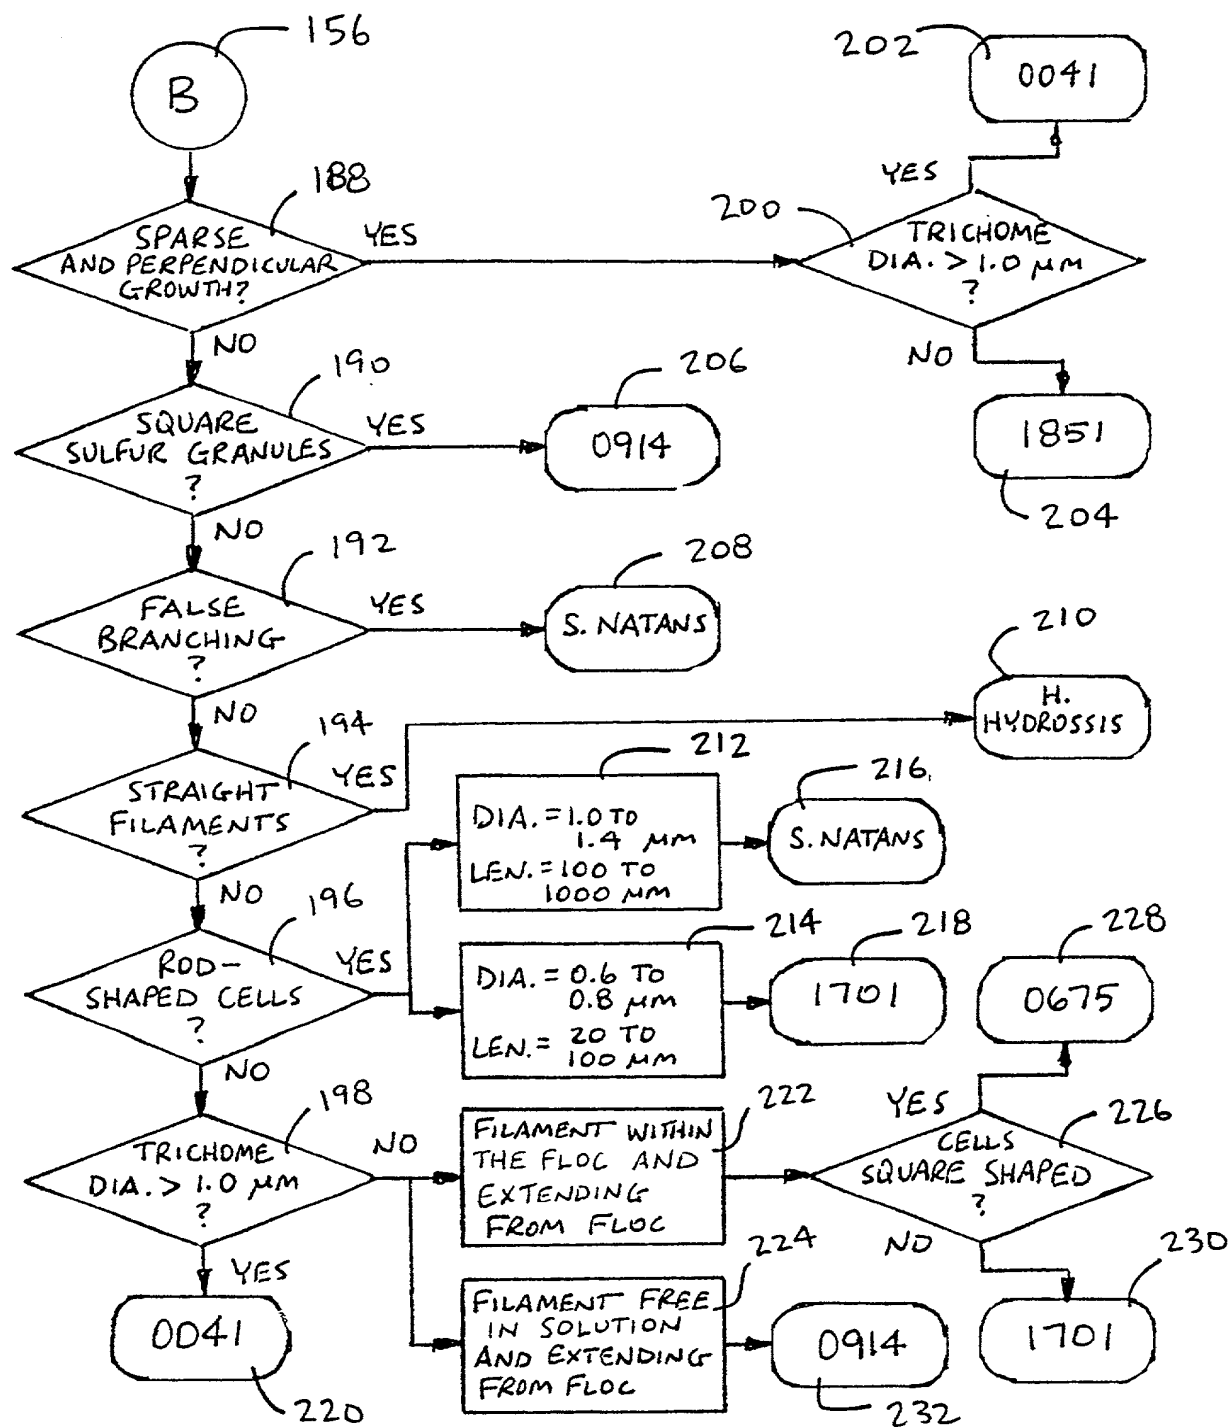 156
B
202
0041
188
YES
SPARSE
AND PERPENDICULAR
GROWTH?
YES
200
TRICHOME
DIA. > 1.0 µm
?
NO
NO
190
206
1851
204
SQUARE
SULFUR GRANULES
?
YES
0914
NO
192
208
FALSE
BRANCHING
?
YES
S. NATANS
210
H.
HYDROSSIS
NO
194
STRAIGHT
FILAMENTS
?
YES
212
DIA. = 1.0 TO
1.4 µm
LEN. = 100 TO
1000 µm
216
S. NATANS
NO
196
ROD-
SHAPED CELLS
?
YES
214
DIA. = 0.6 TO
0.8 µm
LEN. = 20 TO
100 µm
218
1701
228
0675
NO
198
TRICHOME
DIA. > 1.0 µm
?
NO
222
FILAMENT WITHIN
THE FLOC AND
EXTENDING
FROM FLOC
YES
226
CELLS
SQUARE SHAPED
?
NO
230
1701
YES
0041
220
224
FILAMENT FREE
IN SOLUTION
AND EXTENDING
FROM FLOC
0914
232